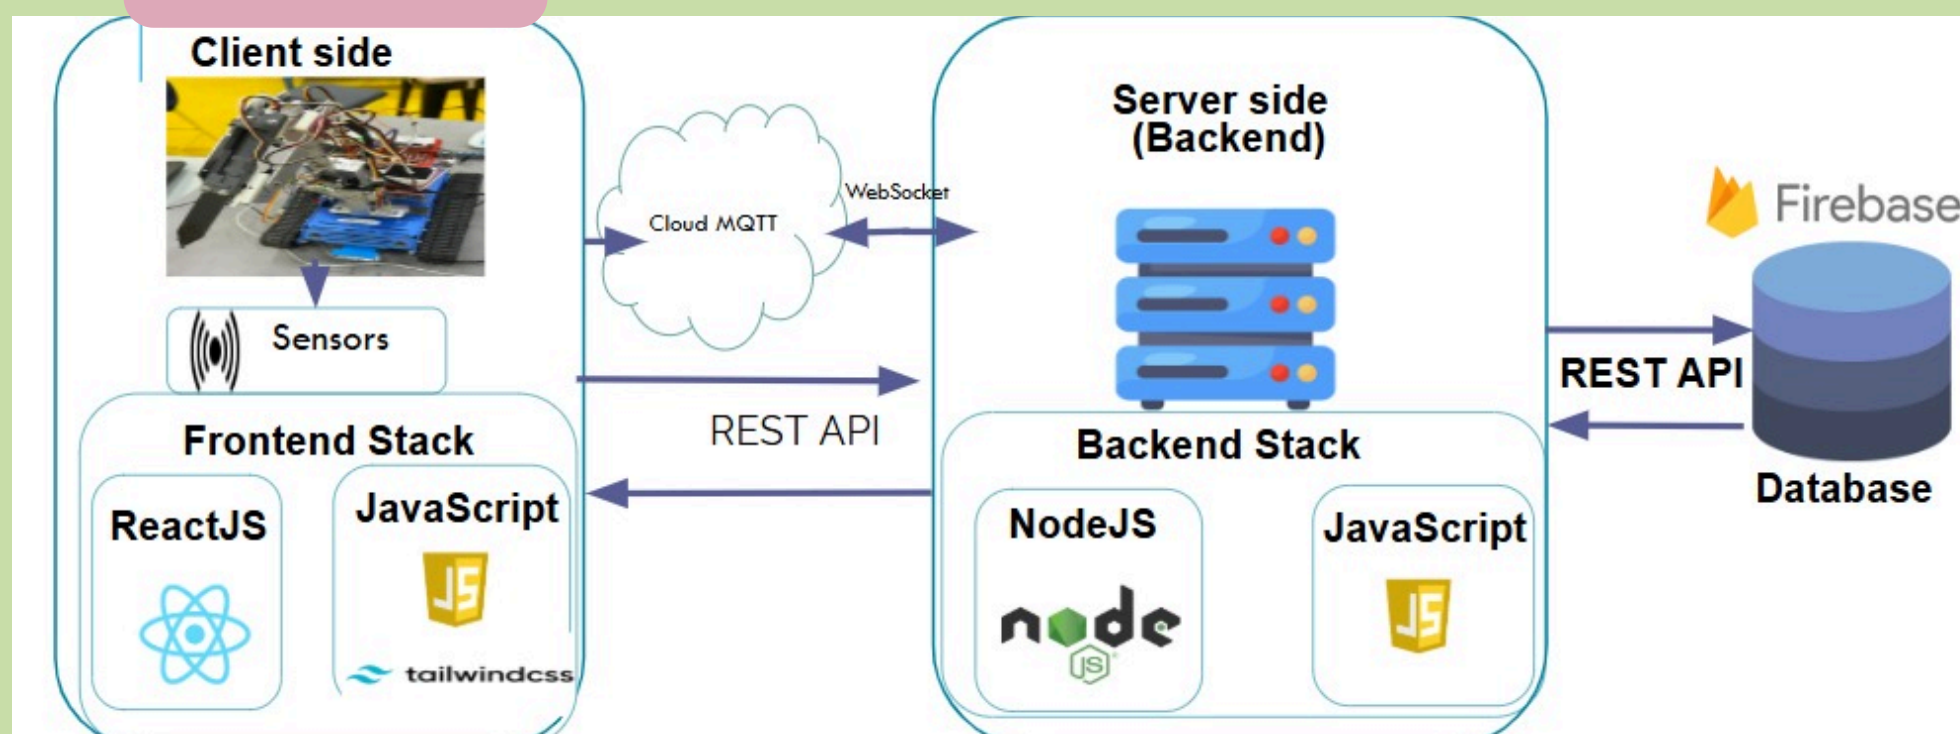 Client side
Sensors
Frontend Stack
ReactJS
JavaScript
JS
tailwindcss
Cloud MQTT
WebSocket
REST API
Server side
(Backend)
Backend Stack
NodeJS
node
JS
JavaScript
JS
REST API
Firebase
Database